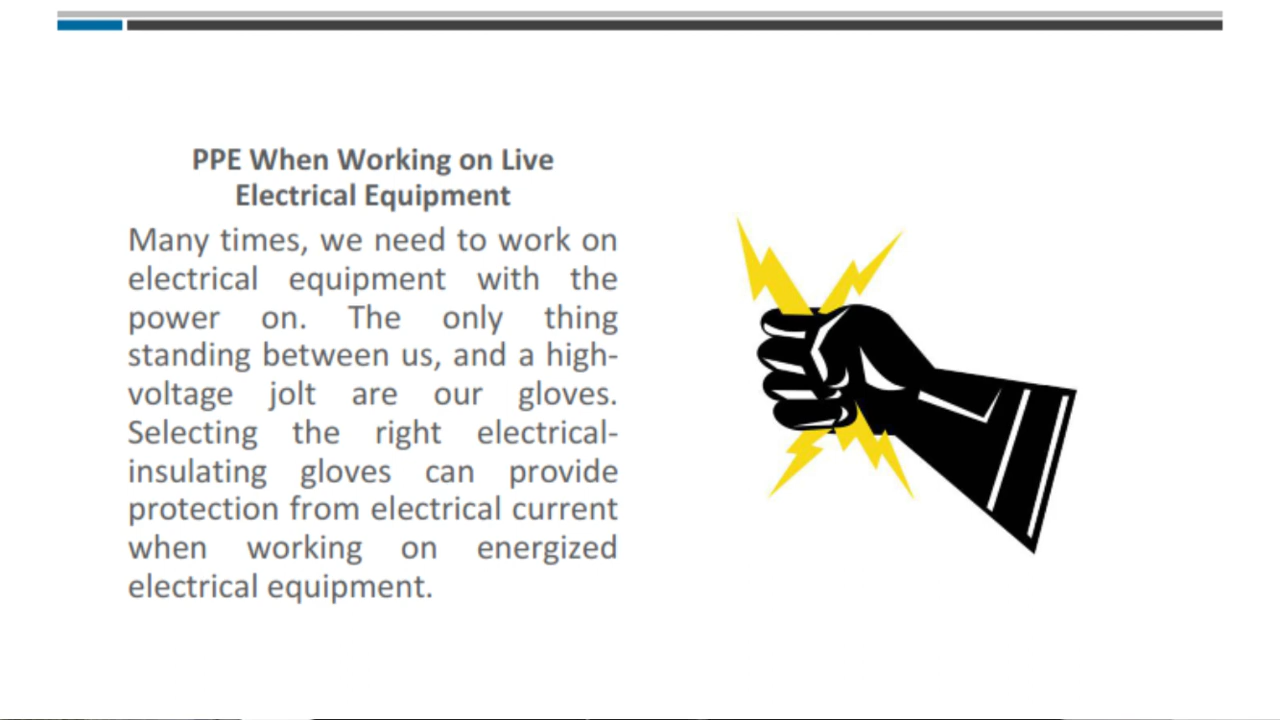 PPE When Working on Live
Electrical Equipment
Many times, we need to work on
electrical equipment with the
power on. The only thing
standing between us, and a high-
voltage jolt are our gloves.
Selecting the right electrical-
insulating gloves can provide
protection from electrical current
when working on energized
electrical equipment.